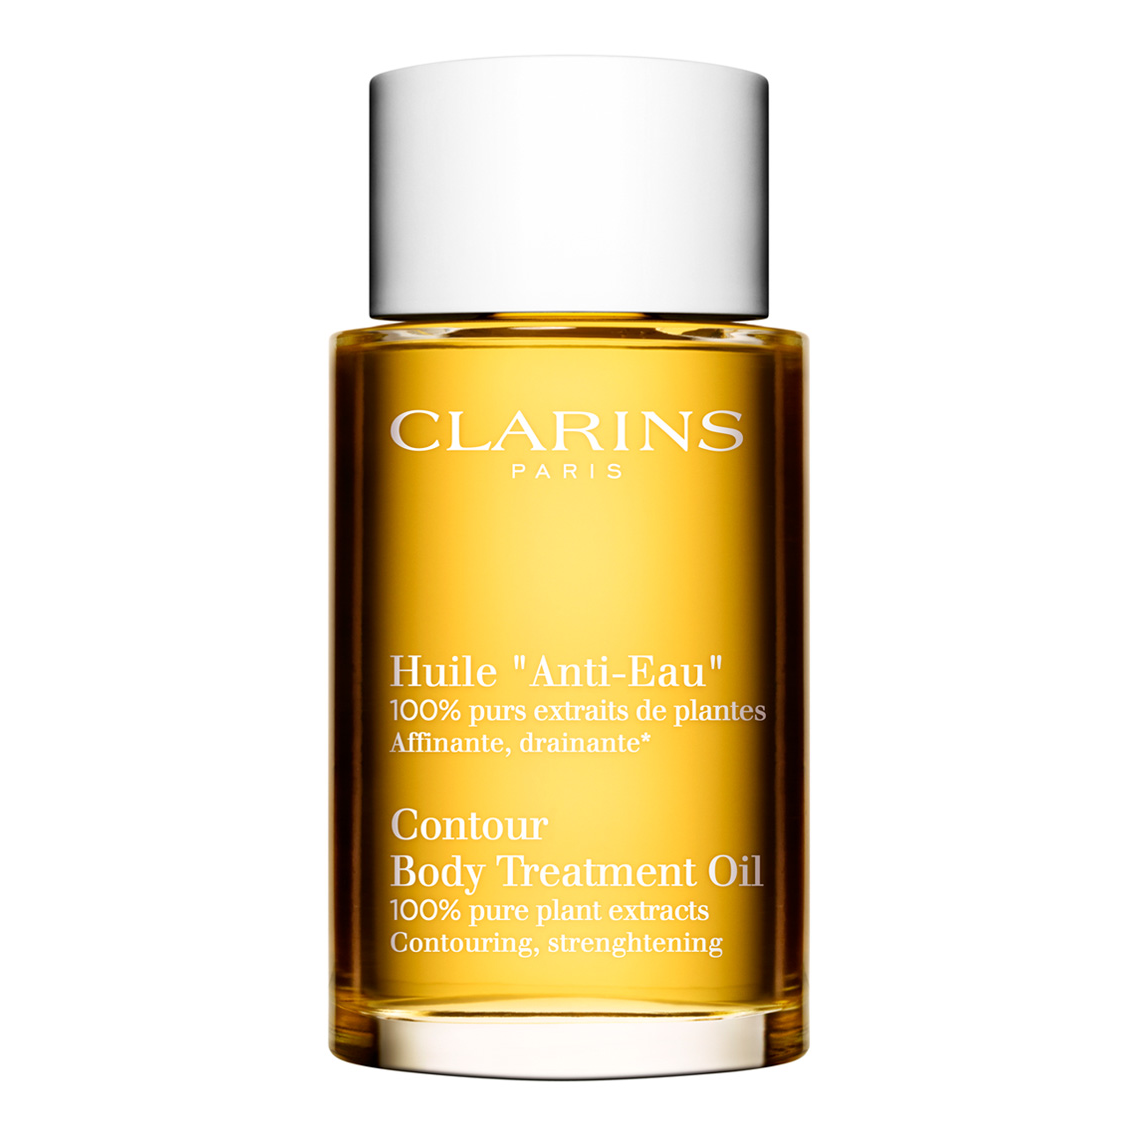 CLARINS
PARIS
Huile "Anti-Eau"
100% purs extraits de plantes
Affinante, drainante*
Contour
Body Treatment Oil
100% pure plant extracts
Contouring, strenghtening